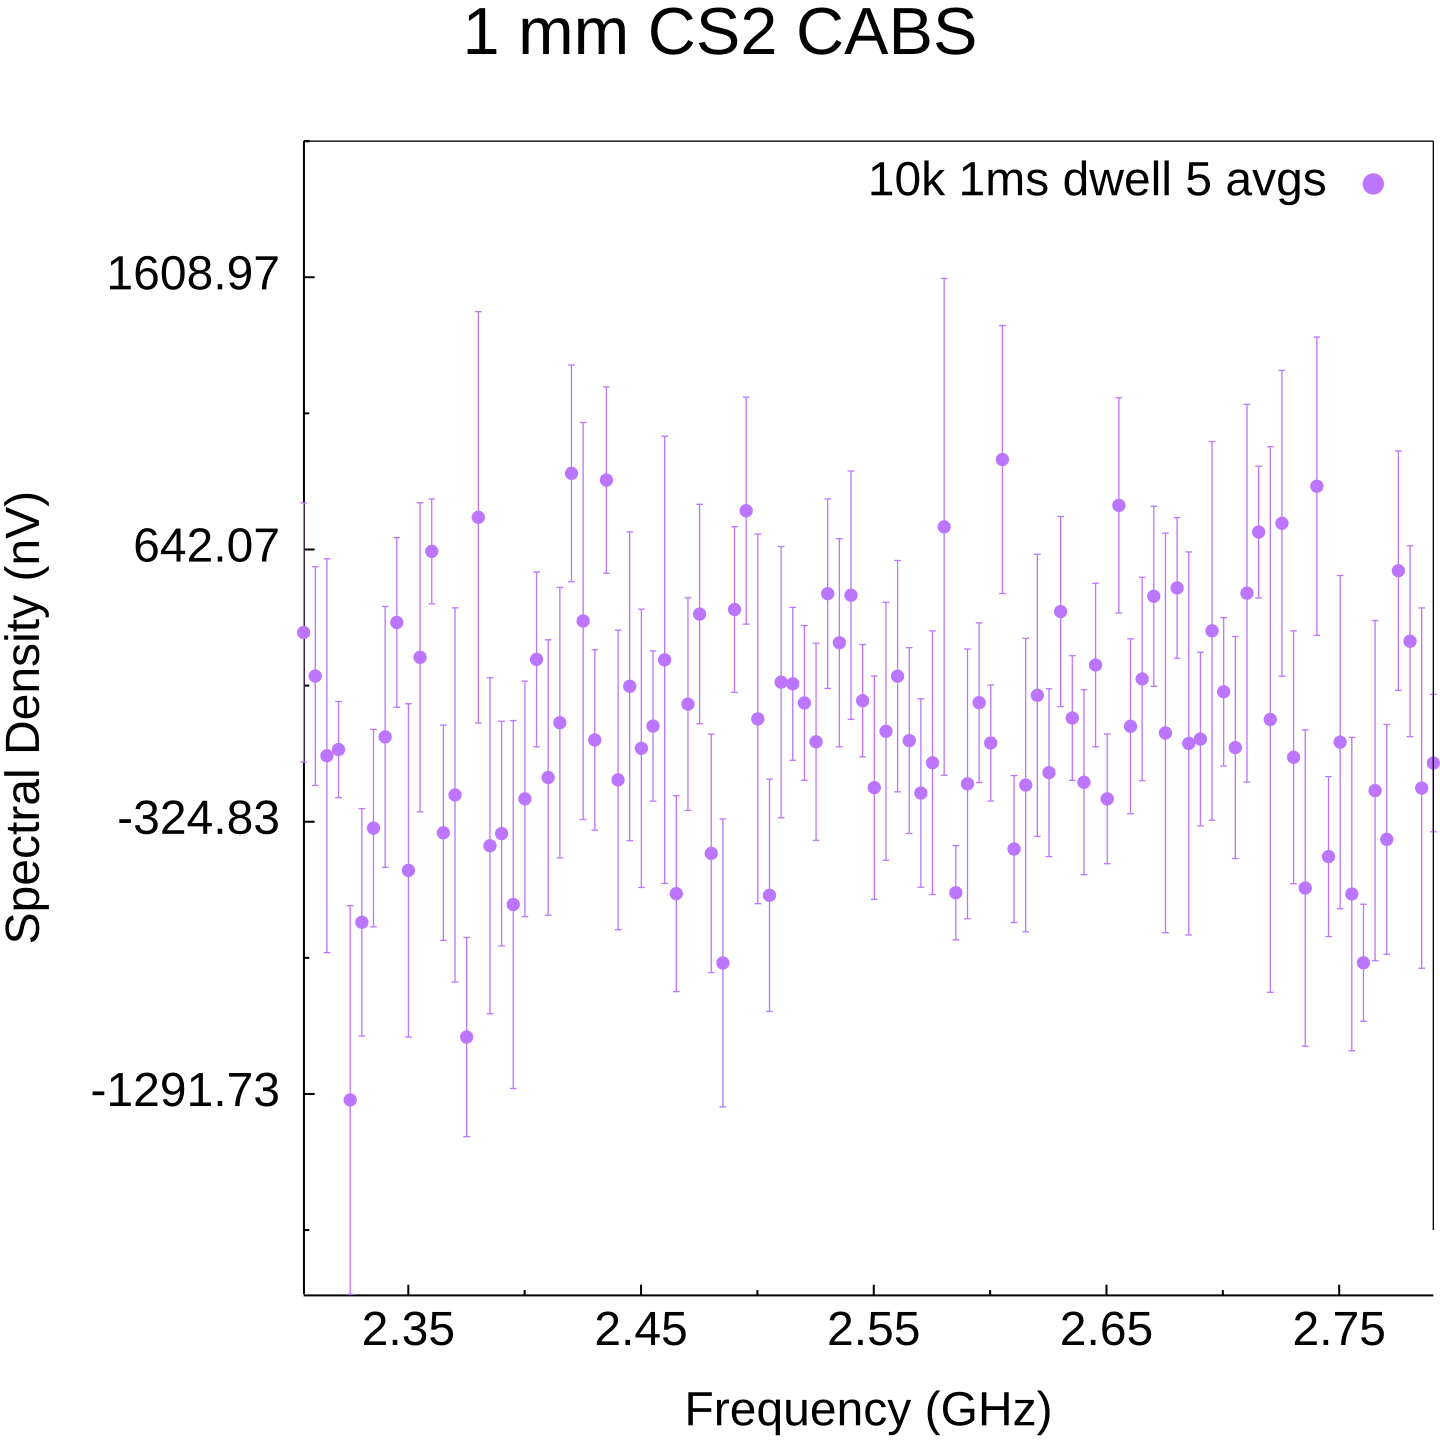 1 mm CS2 CABS
10k 1ms dwell 5 avgs
1608.97
642.07
-324.83
-1291.73
Spectral Density (nV)
2.35 2.45 2.55 2.65 2.75
Frequency (GHz)